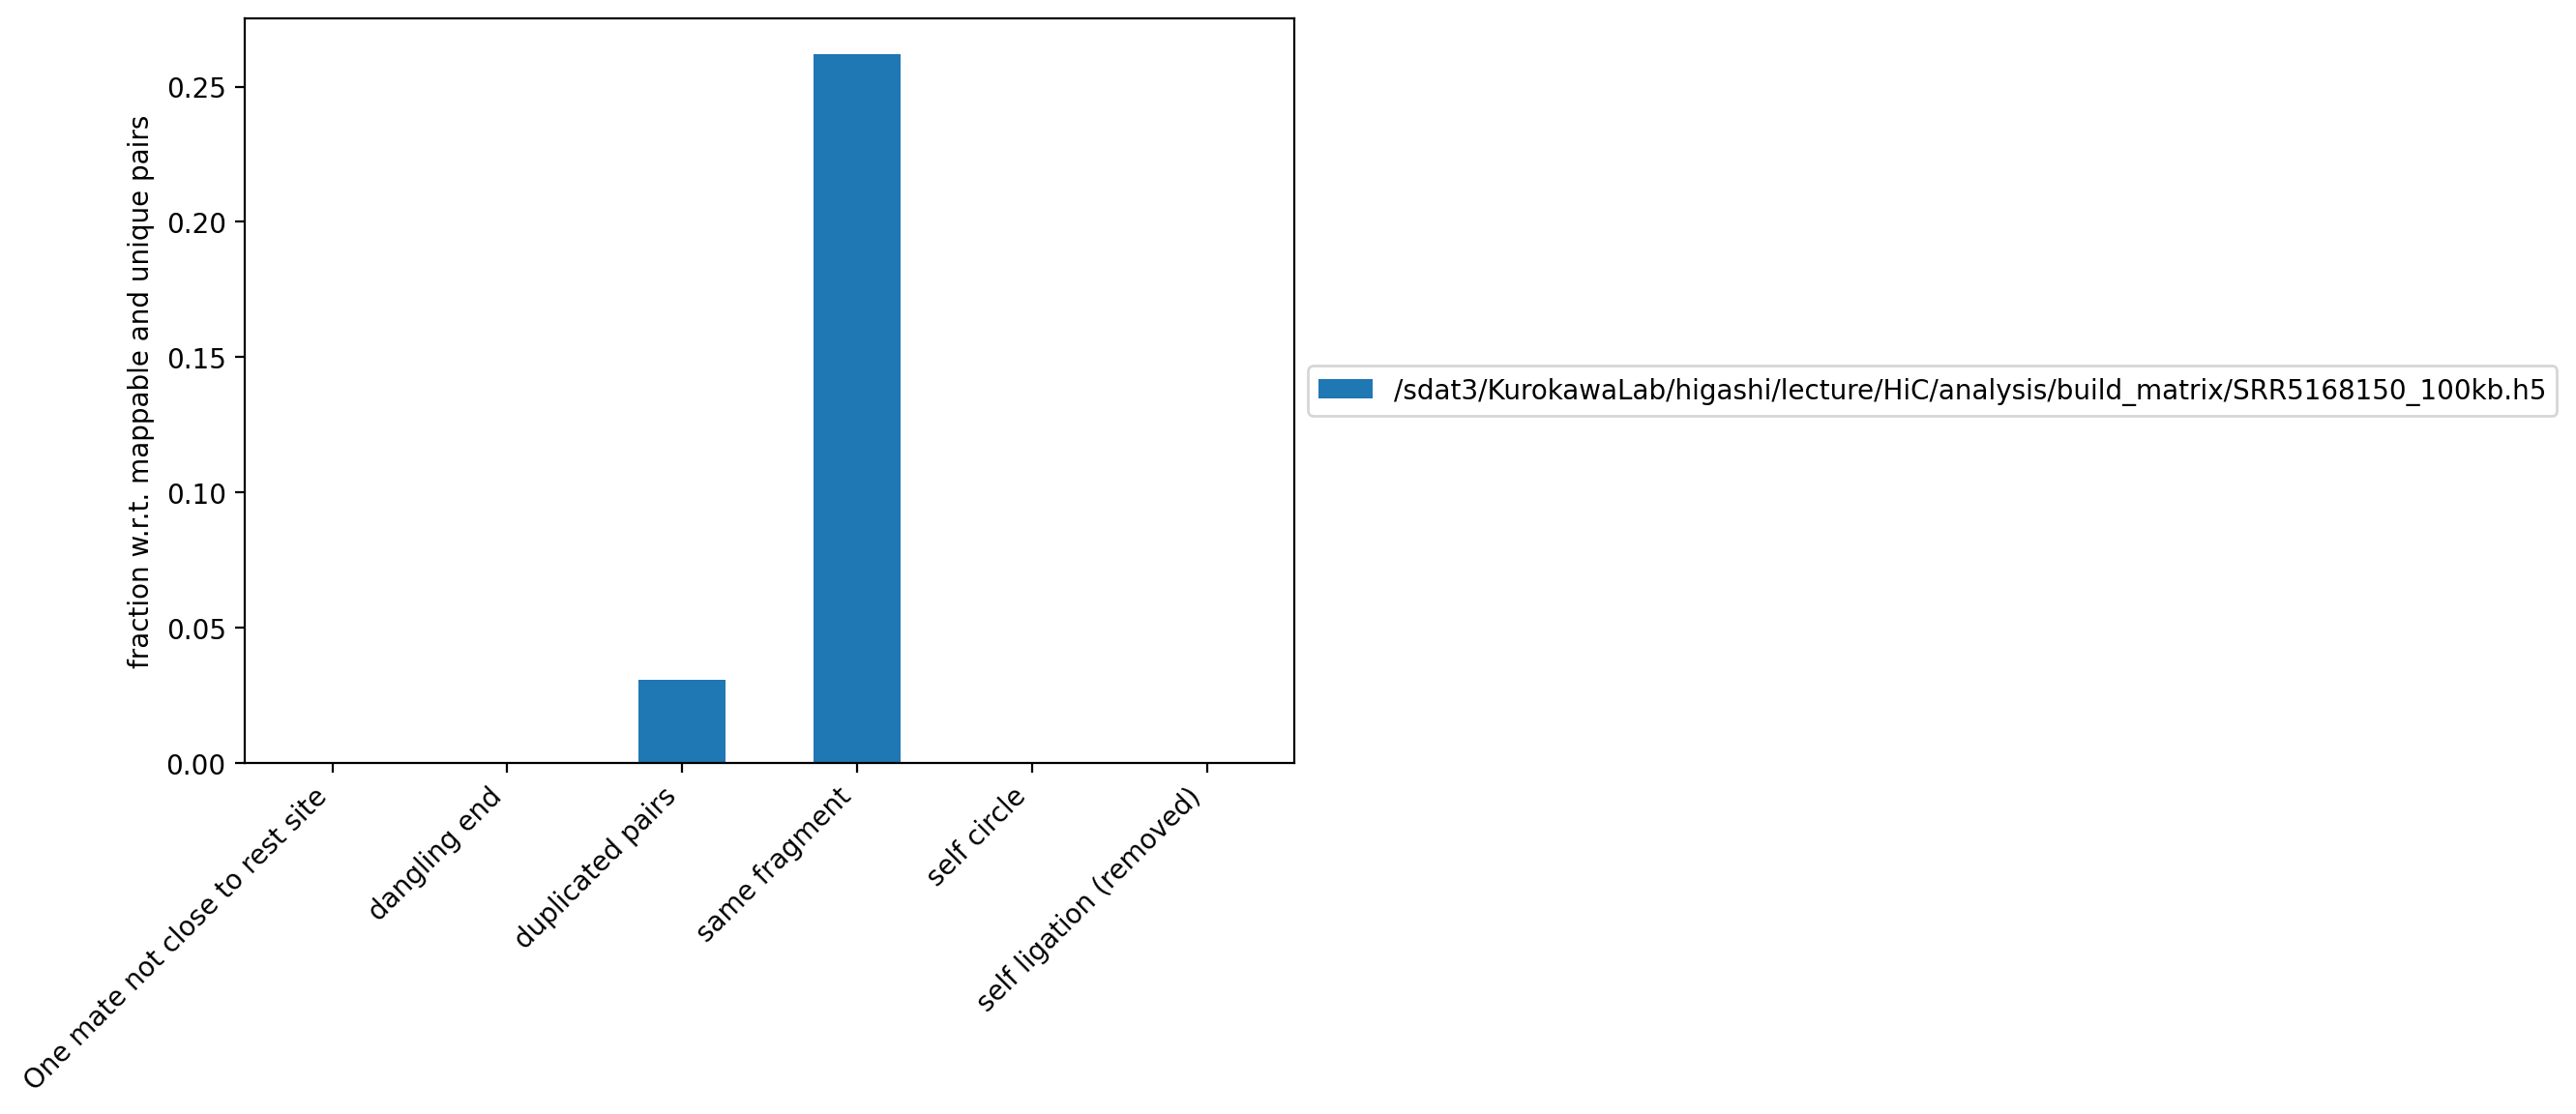 fraction w.r.t. mappable and unique pairs
0.25
0.20
0.15
0.10
0.05
0.00
One mate not close to rest site
dangling end
duplicated pairs
same fragment
self circle
self ligation (removed)
/sdat3/KurokawaLab/higashi/lecture/HiC/analysis/build_matrix/SRR5168150_100kb.h5